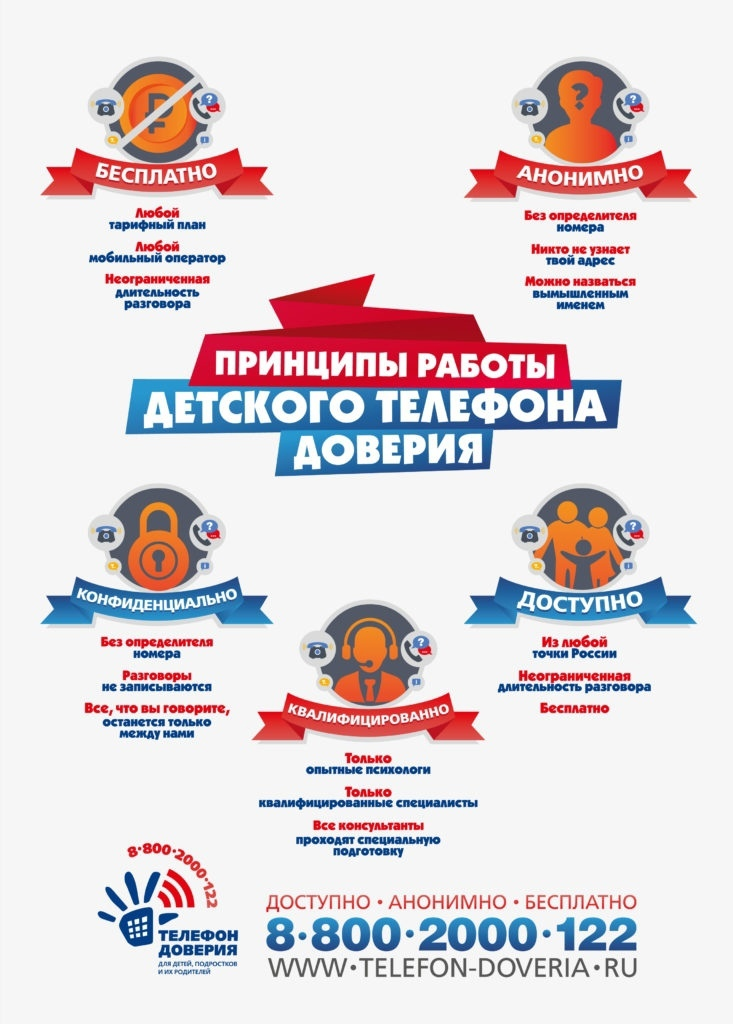 БЕСПЛАТНО
Любой
тарифный план
Любой
мобильный оператор
Неограниченная
длительность
разговора
АНОНИМНО
Без определителя
номера
Никто не узнает
твой адрес
Можно назваться
вымышленным
именем
ПРИНЦИПЫ РАБОТЫ
ДЕТСКОГО ТЕЛЕФОНА
ДОВЕРИЯ
КОНФИДЕНЦИАЛЬНО
Без определителя
номера
Разговоры
не записываются
Все, что вы говорите,
останется только
между нами
КВАЛИФИЦИРОВАННО
Только
опытные психологи
Только
квалифицированные специалисты
Все консультанты
проходят специальную
подготовку
ДОСТУПНО
Из любой
точки России
Неограниченная
длительность разговора
Бесплатно
8·800·2000·122
ТЕЛЕФОН
ДОВЕРИЯ
ДЛЯ ДЕТЕЙ, ПОДРОСТКОВ
И ИХ РОДИТЕЛЕЙ
ДОСТУПНО · АНОНИМНО · БЕСПЛАТНО
8·800·2000·122
WWW·TELEFON-DOVERIA·RU